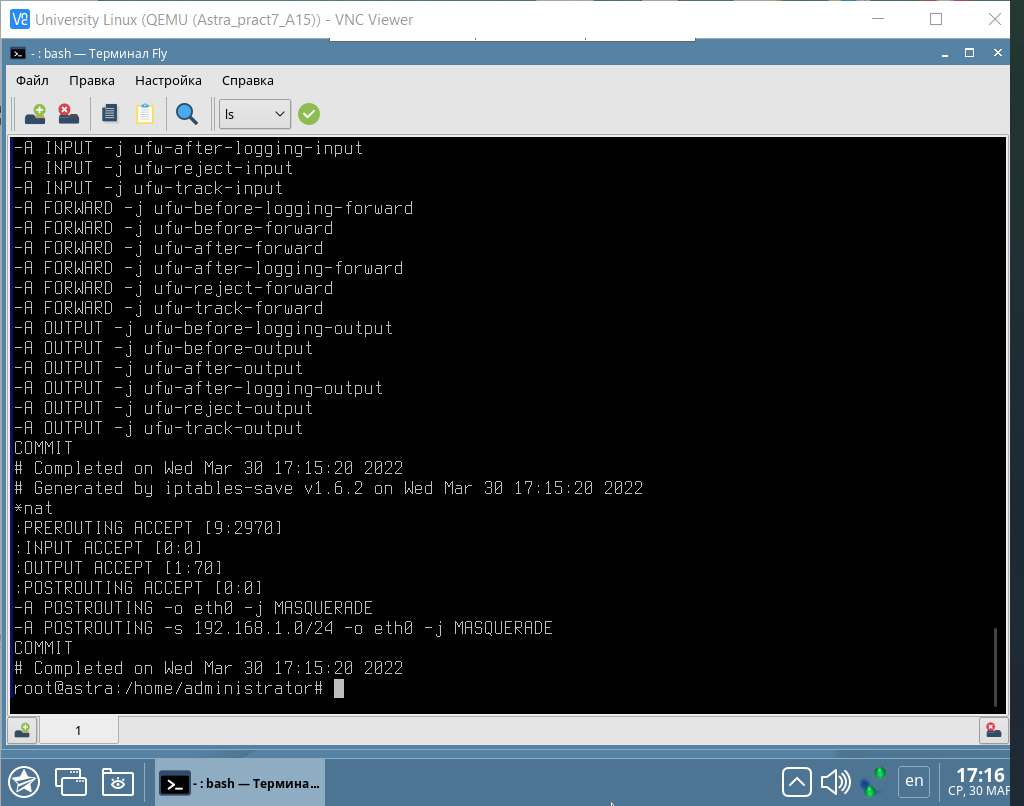 University Linux (QEMU (Astra_pract7_A15)) - VNC Viewer
- : bash — Терминал Fly
Файл Правка Настройка Справка
ls
-A INPUT -j ufw-after-logging-input
-A INPUT -j ufw-reject-input
-A INPUT -j ufw-track-input
-A FORWARD -j ufw-before-logging-forward
-A FORWARD -j ufw-before-forward
-A FORWARD -j ufw-after-forward
-A FORWARD -j ufw-after-logging-forward
-A FORWARD -j ufw-reject-forward
-A FORWARD -j ufw-track-forward
-A OUTPUT -j ufw-before-logging-output
-A OUTPUT -j ufw-before-output
-A OUTPUT -j ufw-after-output
-A OUTPUT -j ufw-after-logging-output
-A OUTPUT -j ufw-reject-output
-A OUTPUT -j ufw-track-output
COMMIT
# Completed on Wed Mar 30 17:15:20 2022
# Generated by iptables-save v1.6.2 on Wed Mar 30 17:15:20 2022
*nat
:PREROUTING ACCEPT [9:2970]
:INPUT ACCEPT [0:0]
:OUTPUT ACCEPT [1:70]
:POSTROUTING ACCEPT [0:0]
-A POSTROUTING -o eth0 -j MASQUERADE
-A POSTROUTING -s 192.168.1.0/24 -o eth0 -j MASQUERADE
COMMIT
# Completed on Wed Mar 30 17:15:20 2022
root@astra:/home/administrator#
1
- : bash — Термина...
en
17:16
СР, 30 МАР